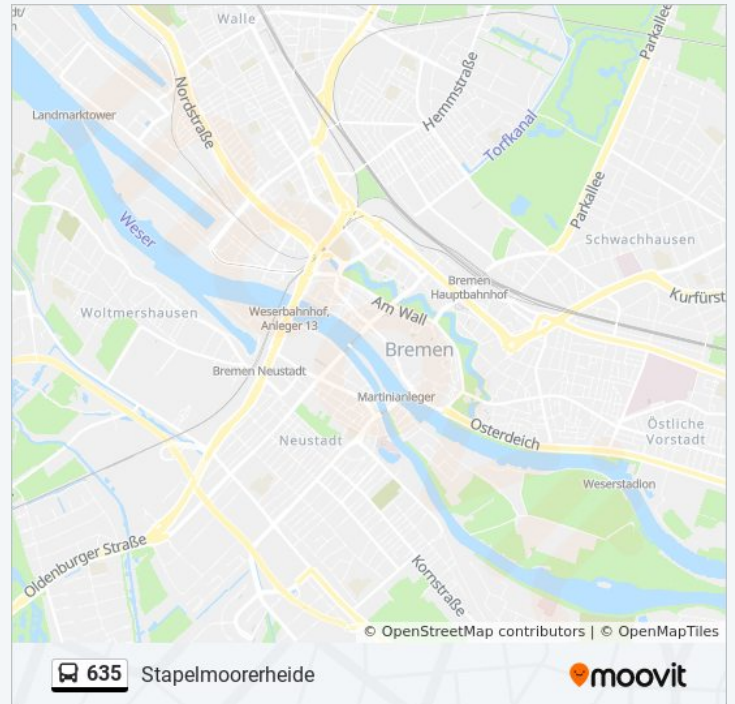 dt/
n
Walle
Parkallee
Hemmstraße
Nordstraße
Landmarktower
Torfkanal
Parkallee
Weser
Schwachhausen
Bremen
Hauptbahnhof
Kurfürst
Woltmershausen
Weserbahnhof,
Anleger 13
Am Wall
Bremen
Bremen Neustadt
Martinianleger
Osterdeich
Östliche
Vorstadt
Neustadt
Weserstadion
Oldenburger Straße
Kornstraße
© OpenStreetMap contributors | © OpenMapTiles
635 Stapelmoorerheide
moovit